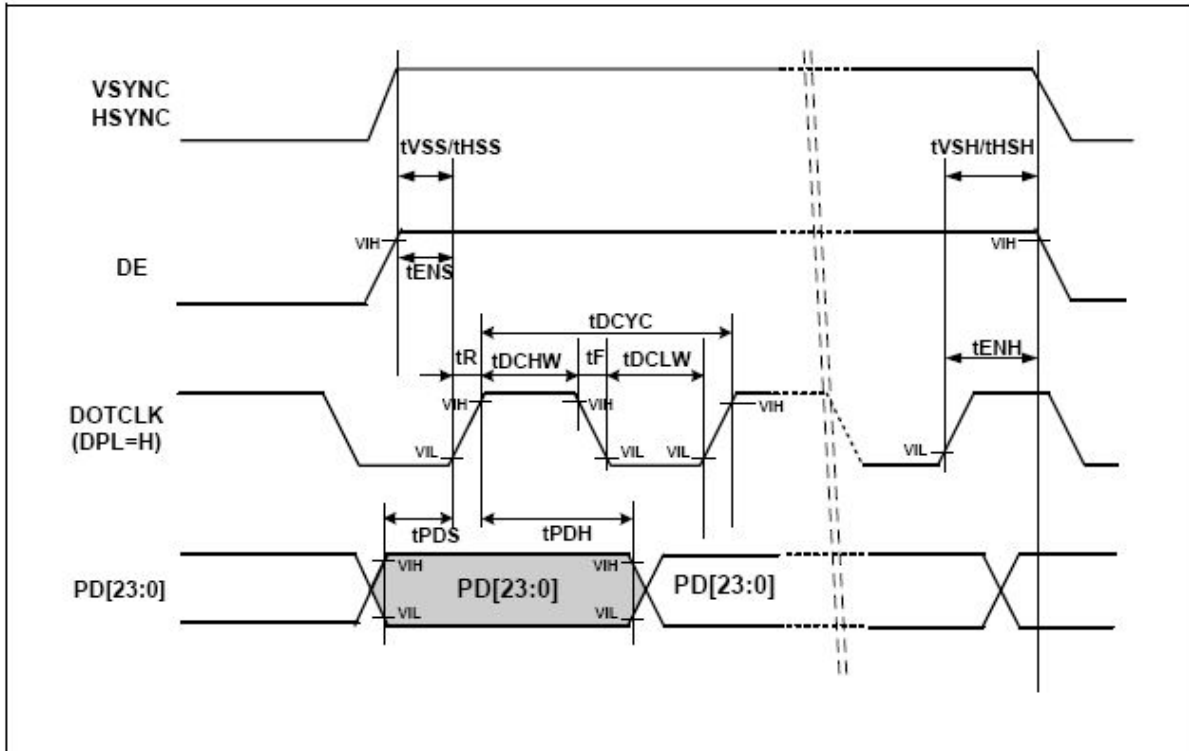 VSYNC
HSYNC
tVSS/tHSS
tVSH/tHSH
VIH
VIH
DE
tENS
tDCYC
tENH
tR
tDCHW
tF
tDCLW
DOTCLK
(DPL=H)
VIH
VIH
VIH
VIL
VIL
VIL
VIL
tPDS
tPDH
PD[23:0]
VIH
VIL
PD[23:0]
VIH
VIL
PD[23:0]